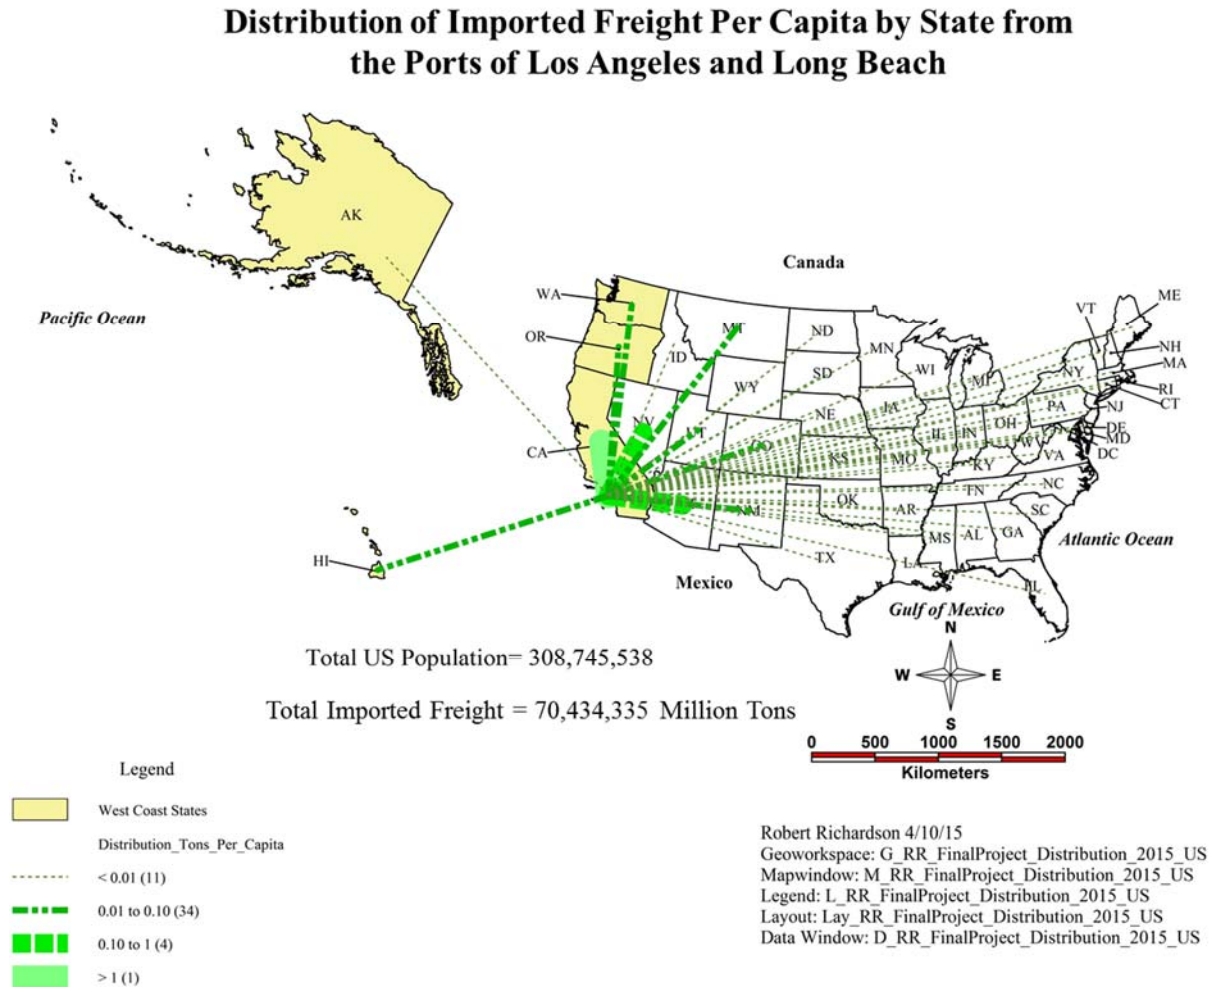 Distribution of Imported Freight Per Capita by State from
the Ports of Los Angeles and Long Beach
AK
Canada
Pacific Ocean
WA
OR
CA
HI
MT
ID
ND
MN
SD
WY
NV
UT
CO
NE
KS
IA
WI
MI
IL
IN
OH
MO
KY
WV
VA
PA
NY
VT
ME
NH
MA
RI
CT
NJ
DE
MD
DC
NC
TN
SC
OK
AR
NM
TX
MS
AL
GA
LA
FL
Atlantic Ocean
Mexico
Gulf of Mexico
N
W
E
S
Total US Population= 308,745,538
Total Imported Freight = 70,434,335 Million Tons
0 500 1000 1500 2000
Kilometers
Legend
West Coast States
Distribution_Tons_Per_Capita
< 0.01 (11)
0.01 to 0.10 (34)
0.10 to 1 (4)
> 1 (1)
Robert Richardson 4/10/15
Geoworkspace: G_RR_FinalProject_Distribution_2015_US
Mapwindow: M_RR_FinalProject_Distribution_2015_US
Legend: L_RR_FinalProject_Distribution_2015_US
Layout: Lay_RR_FinalProject_Distribution_2015_US
Data Window: D_RR_FinalProject_Distribution_2015_US